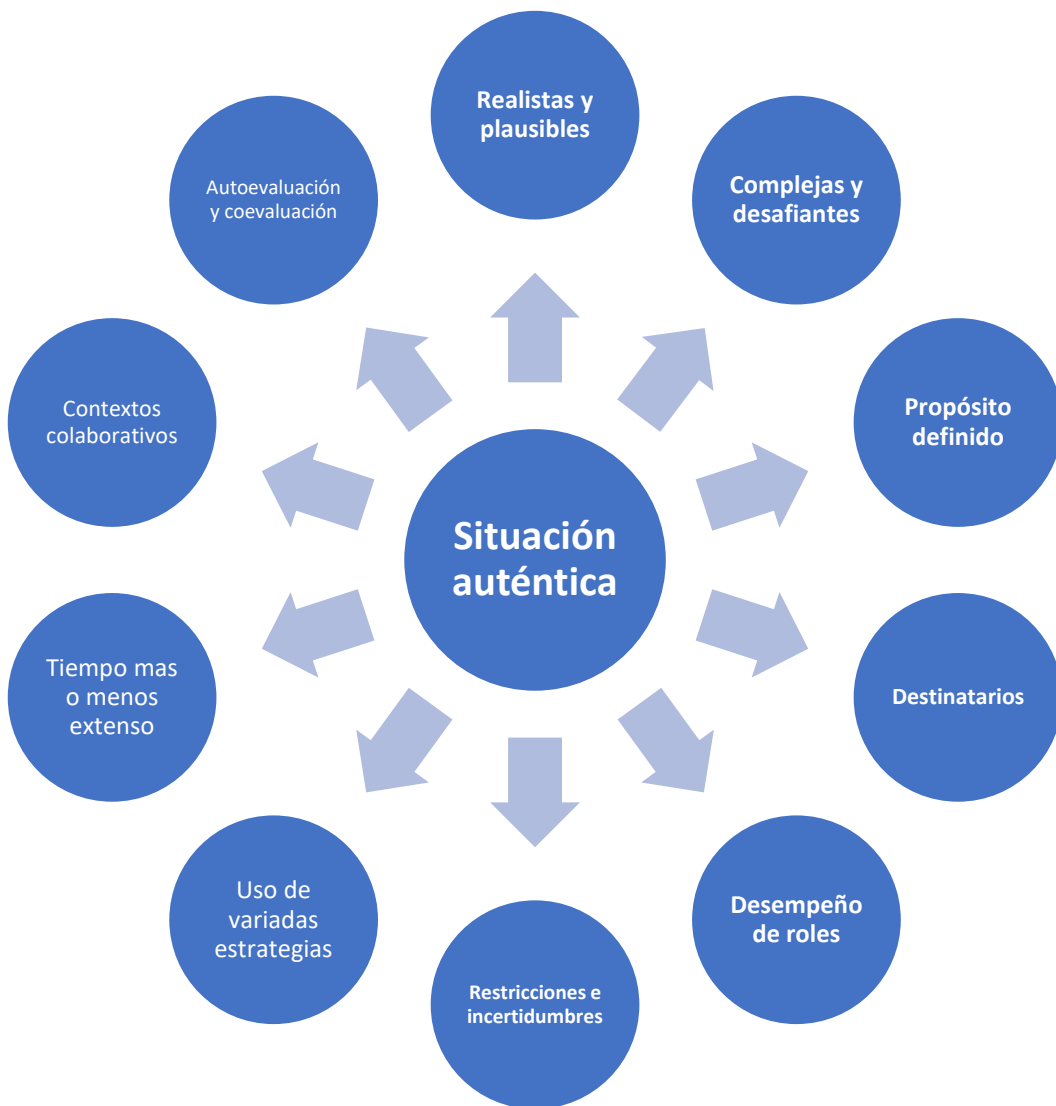 Realistas y
plausibles
Complejas y
desafiantes
Propósito
definido
Destinatarios
Desempeño
de roles
Restricciones e
incertidumbres
Uso de
variadas
estrategias
Tiempo mas
o menos
extenso
Contextos
colaborativos
Autoevaluación
y coevaluación
Situación
auténtica